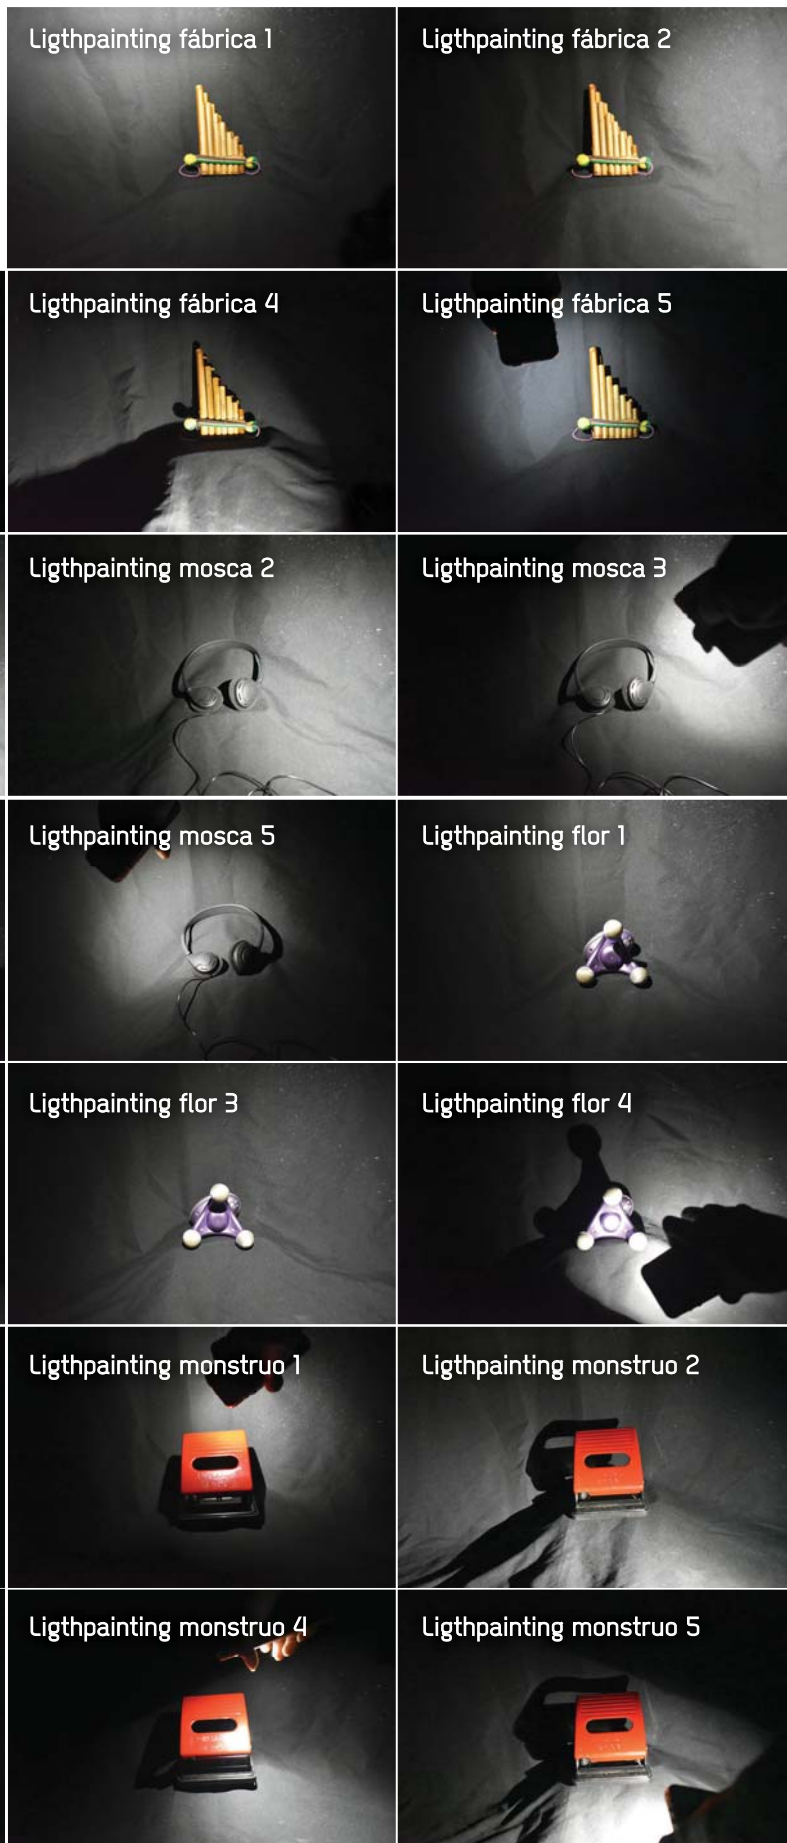 Ligthpainting fábrica 1
Ligthpainting fábrica 2
Ligthpainting fábrica 4
Ligthpainting fábrica 5
Ligthpainting mosca 2
Ligthpainting mosca 3
Ligthpainting mosca 5
Ligthpainting flor 1
Ligthpainting flor 3
Ligthpainting flor 4
Ligthpainting monstruo 1
Ligthpainting monstruo 2
Ligthpainting monstruo 4
Ligthpainting monstruo 5